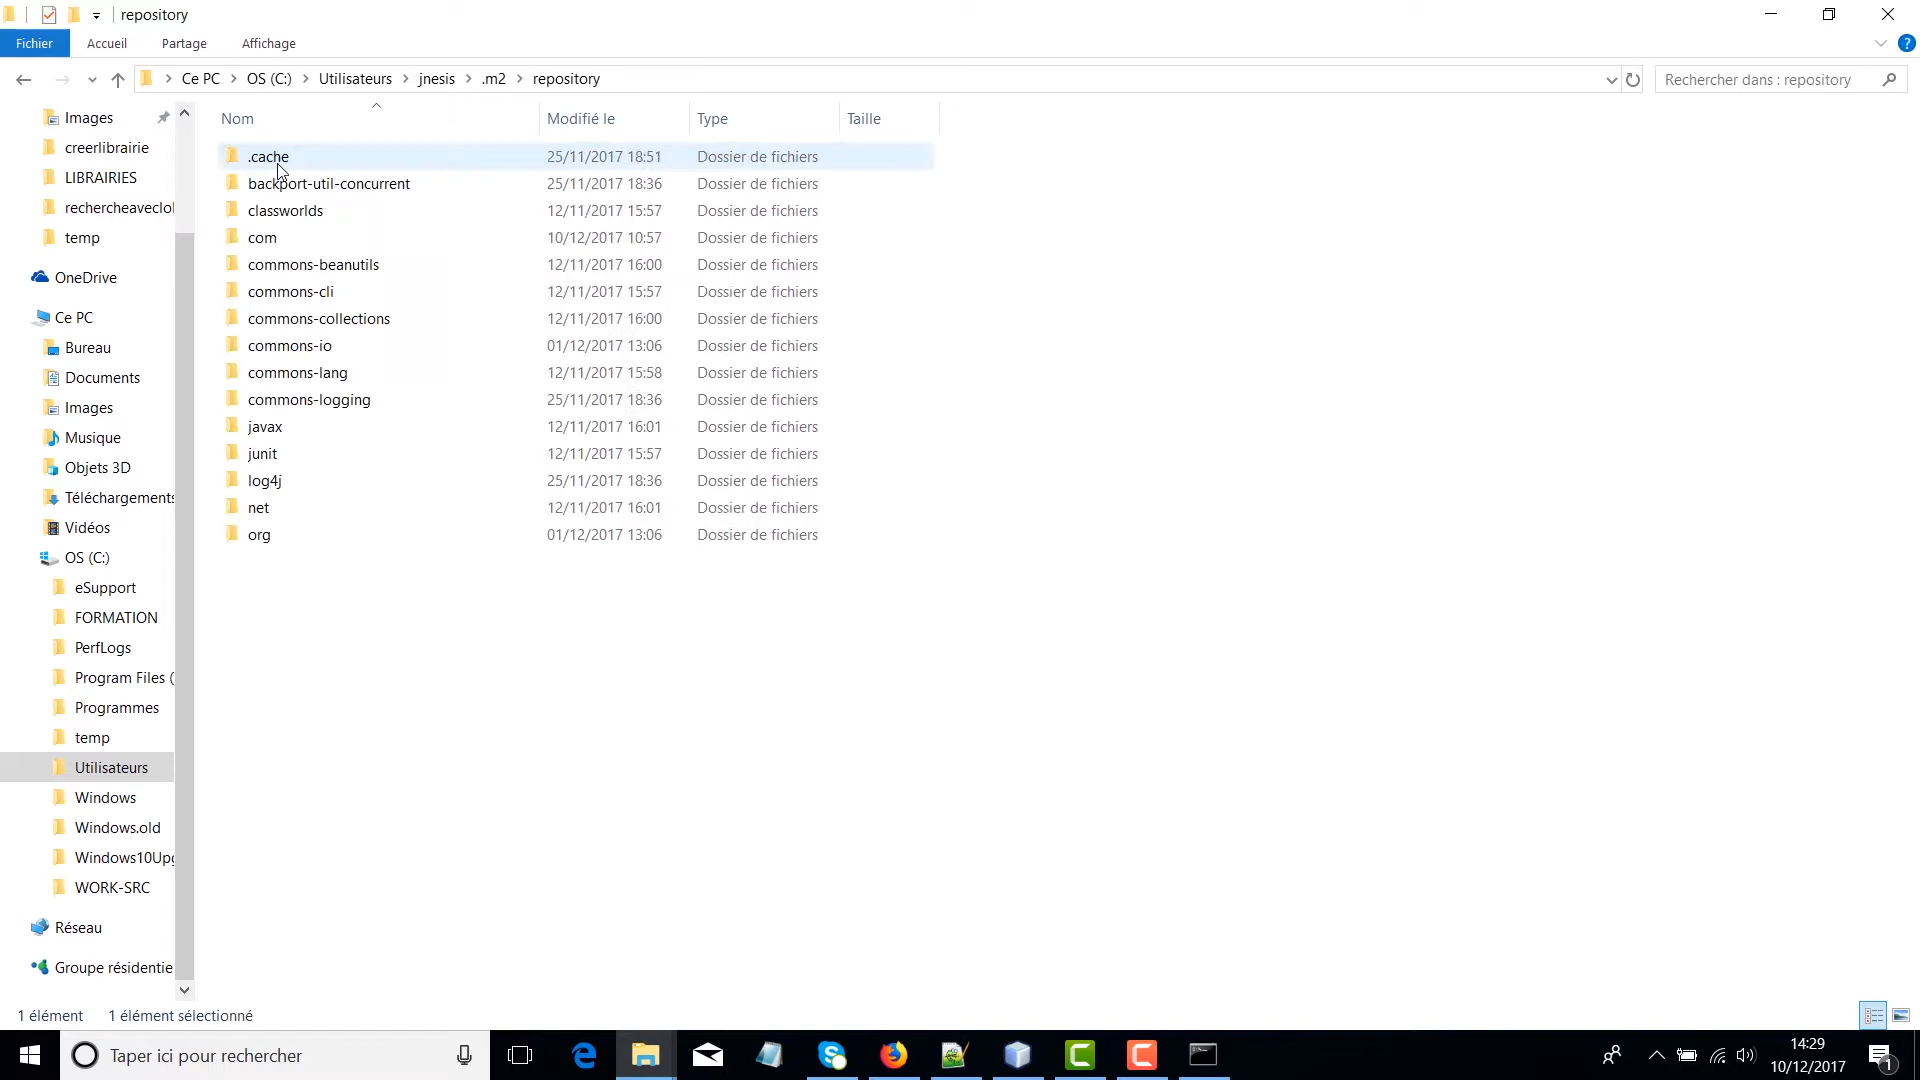 repository
Fichier Accueil Partage Affichage
Ce PC OS (C:) Utilisateurs jnesis .m2 repository
Rechercher dans : repository
Images
creerlibrairie
LIBRAIRIES
rechercheaveclol
temp
OneDrive
Ce PC
Bureau
Documents
Images
Musique
Objets 3D
Téléchargements
Vidéos
OS (C:)
eSupport
FORMATION
PerfLogs
Program Files (
Programmes
temp
Utilisateurs
Windows
Windows.old
Windows10Upg
WORK-SRC
Réseau
Groupe résidentie
Nom Modifié le Type Taille
.cache 25/11/2017 18:51 Dossier de fichiers
backport-util-concurrent 25/11/2017 18:36 Dossier de fichiers
classworlds 12/11/2017 15:57 Dossier de fichiers
com 10/12/2017 10:57 Dossier de fichiers
commons-beanutils 12/11/2017 16:00 Dossier de fichiers
commons-cli 12/11/2017 15:57 Dossier de fichiers
commons-collections 12/11/2017 16:00 Dossier de fichiers
commons-io 01/12/2017 13:06 Dossier de fichiers
commons-lang 12/11/2017 15:58 Dossier de fichiers
commons-logging 25/11/2017 18:36 Dossier de fichiers
javax 12/11/2017 16:01 Dossier de fichiers
junit 12/11/2017 15:57 Dossier de fichiers
log4j 25/11/2017 18:36 Dossier de fichiers
net 12/11/2017 16:01 Dossier de fichiers
org 01/12/2017 13:06 Dossier de fichiers
1 élément 1 élément sélectionné
Taper ici pour rechercher
14:29
10/12/2017
1